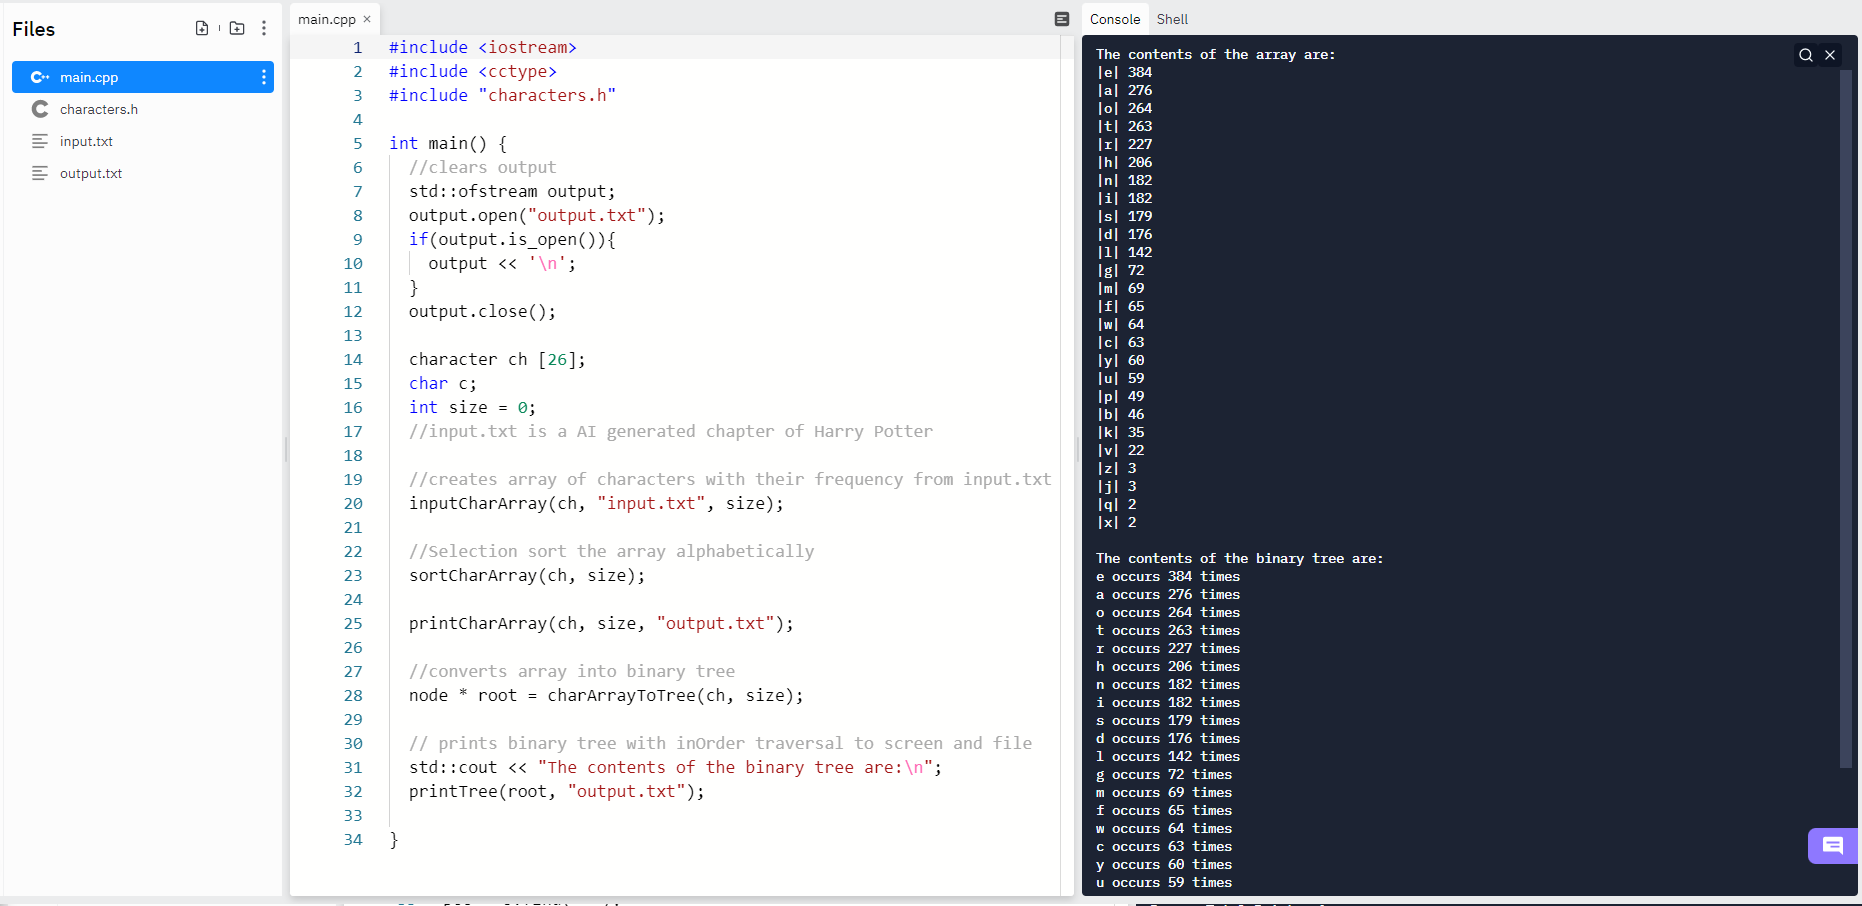 Files
main.cpp
characters.h
input.txt
output.txt
main.cpp ×
1 #include <iostream>
2 #include <cctype>
3 #include "characters.h"
4
5 int main() {
6 //clears output
7 std::ofstream output;
8 output.open("output.txt");
9 if(output.is_open()){
10 output << '\n';
11 }
12 output.close();
13
14 character ch [26];
15 char c;
16 int size = 0;
17 //input.txt is a AI generated chapter of Harry Potter
18
19 //creates array of characters with their frequency from input.txt
20 inputCharArray(ch, "input.txt", size);
21
22 //Selection sort the array alphabetically
23 sortCharArray(ch, size);
24
25 printCharArray(ch, size, "output.txt");
26
27 //converts array into binary tree
28 node * root = charArrayToTree(ch, size);
29
30 // prints binary tree with inOrder traversal to screen and file
31 std::cout << "The contents of the binary tree are:\n";
32 printTree(root, "output.txt");
33
34 }
Console Shell
The contents of the array are:
|e| 384
|a| 276
|o| 264
|t| 263
|r| 227
|h| 206
|n| 182
|i| 182
|s| 179
|d| 176
|l| 142
|g| 72
|m| 69
|f| 65
|w| 64
|c| 63
|y| 60
|u| 59
|p| 49
|b| 46
|k| 35
|v| 22
|z| 3
|j| 3
|q| 2
|x| 2
The contents of the binary tree are:
e occurs 384 times
a occurs 276 times
o occurs 264 times
t occurs 263 times
r occurs 227 times
h occurs 206 times
n occurs 182 times
i occurs 182 times
s occurs 179 times
d occurs 176 times
l occurs 142 times
g occurs 72 times
m occurs 69 times
f occurs 65 times
w occurs 64 times
c occurs 63 times
y occurs 60 times
u occurs 59 times